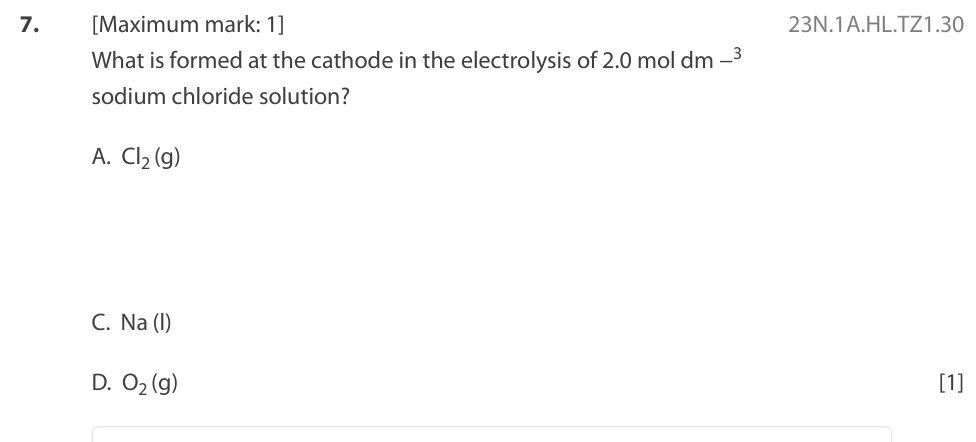 7. [Maximum mark: 1] 23N.1A.HL.TZ1.30
What is formed at the cathode in the electrolysis of 2.0 mol dm −³
sodium chloride solution?
A. Cl₂ (g)
C. Na (l)
D. O₂ (g) [1]